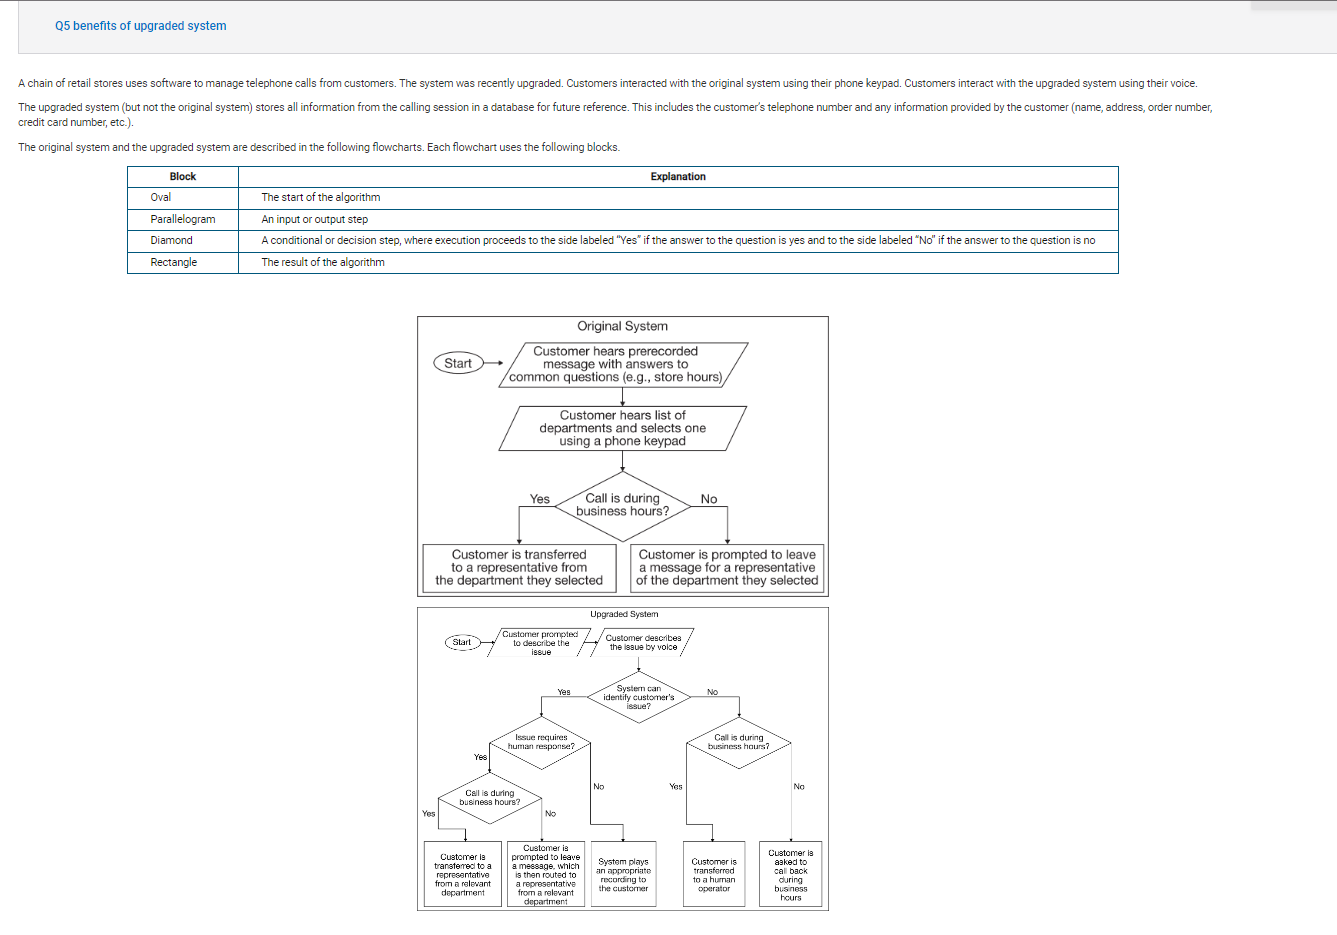 Q5 benefits of upgraded system
A chain of retail stores uses software to manage telephone calls from customers. The system was recently upgraded. Customers interacted with the original system using their phone keypad. Customers interact with the upgraded system using their voice.
The upgraded system (but not the original system) stores all information from the calling session in a database for future reference. This includes the customer's telephone number and any information provided by the customer (name, address, order number,
credit card number, etc.).
The original system and the upgraded system are described in the following flowcharts. Each flowchart uses the following blocks.
Block Explanation
Oval The start of the algorithm
Parallelogram An input or output step
Diamond A conditional or decision step, where execution proceeds to the side labeled "Yes" if the answer to the question is yes and to the side labeled "No" if the answer to the question is no
Rectangle The result of the algorithm
Original System
Start
Customer hears prerecorded
message with answers to
common questions (e.g., store hours)
Customer hears list of
departments and selects one
using a phone keypad
Yes
Call is during
business hours?
No
Customer is transferred
to a representative from
the department they selected
Customer is prompted to leave
a message for a representative
of the department they selected
Upgraded System
Start
Customer prompted
to describe the
issue
Customer describes
the issue by voice
Yes
System can
identify customer's
issue?
No
Issue requires
human response?
Call is during
business hours?
Yes
No
Yes
No
Call is during
business hours?
Yes
No
Customer is
transferred to a
representative
from a relevant
department
Customer is
prompted to leave
a message, which
is then routed to
a representative
from a relevant
department
System plays
an appropriate
recording to
the customer
Customer is
transferred
to a human
operator
Customer is
asked to
call back
during
business
hours